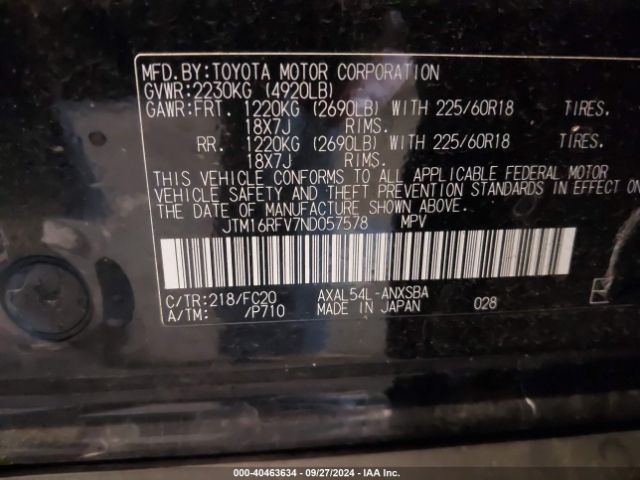 MFD.BY:TOYOTA MOTOR CORPORATION
GVWR:2230KG (4920LB)
GAWR:FRT. 1220KG (2690LB) WITH 225/60R18 TIRES.
18X7J RIMS.
RR. 1220KG (2690LB) WITH 225/60R18 TIRES.
18X7J RIMS.
THIS VEHICLE CONFORMS TO ALL APPLICABLE FEDERAL MOTOR
VEHICLE SAFETY AND THEFT PREVENTION STANDARDS IN EFFECT ON
THE DATE OF MANUFACTURE SHOWN ABOVE.
JTM16RFV7ND057578 MPV
C/TR:218/FC20 AXAL54L-ANXSBA
A/TM: /P710 MADE IN JAPAN 028
000-40463634 - 09/27/2024 - IAA Inc.